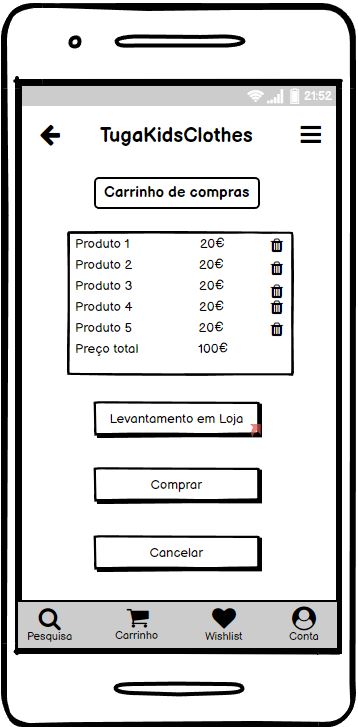 21:52
TugaKidsClothes
Carrinho de compras
Produto 1 20€
Produto 2 20€
Produto 3 20€
Produto 4 20€
Produto 5 20€
Preço total 100€
Levantamento em Loja
Comprar
Cancelar
Pesquisa Carrinho Wishlist Conta